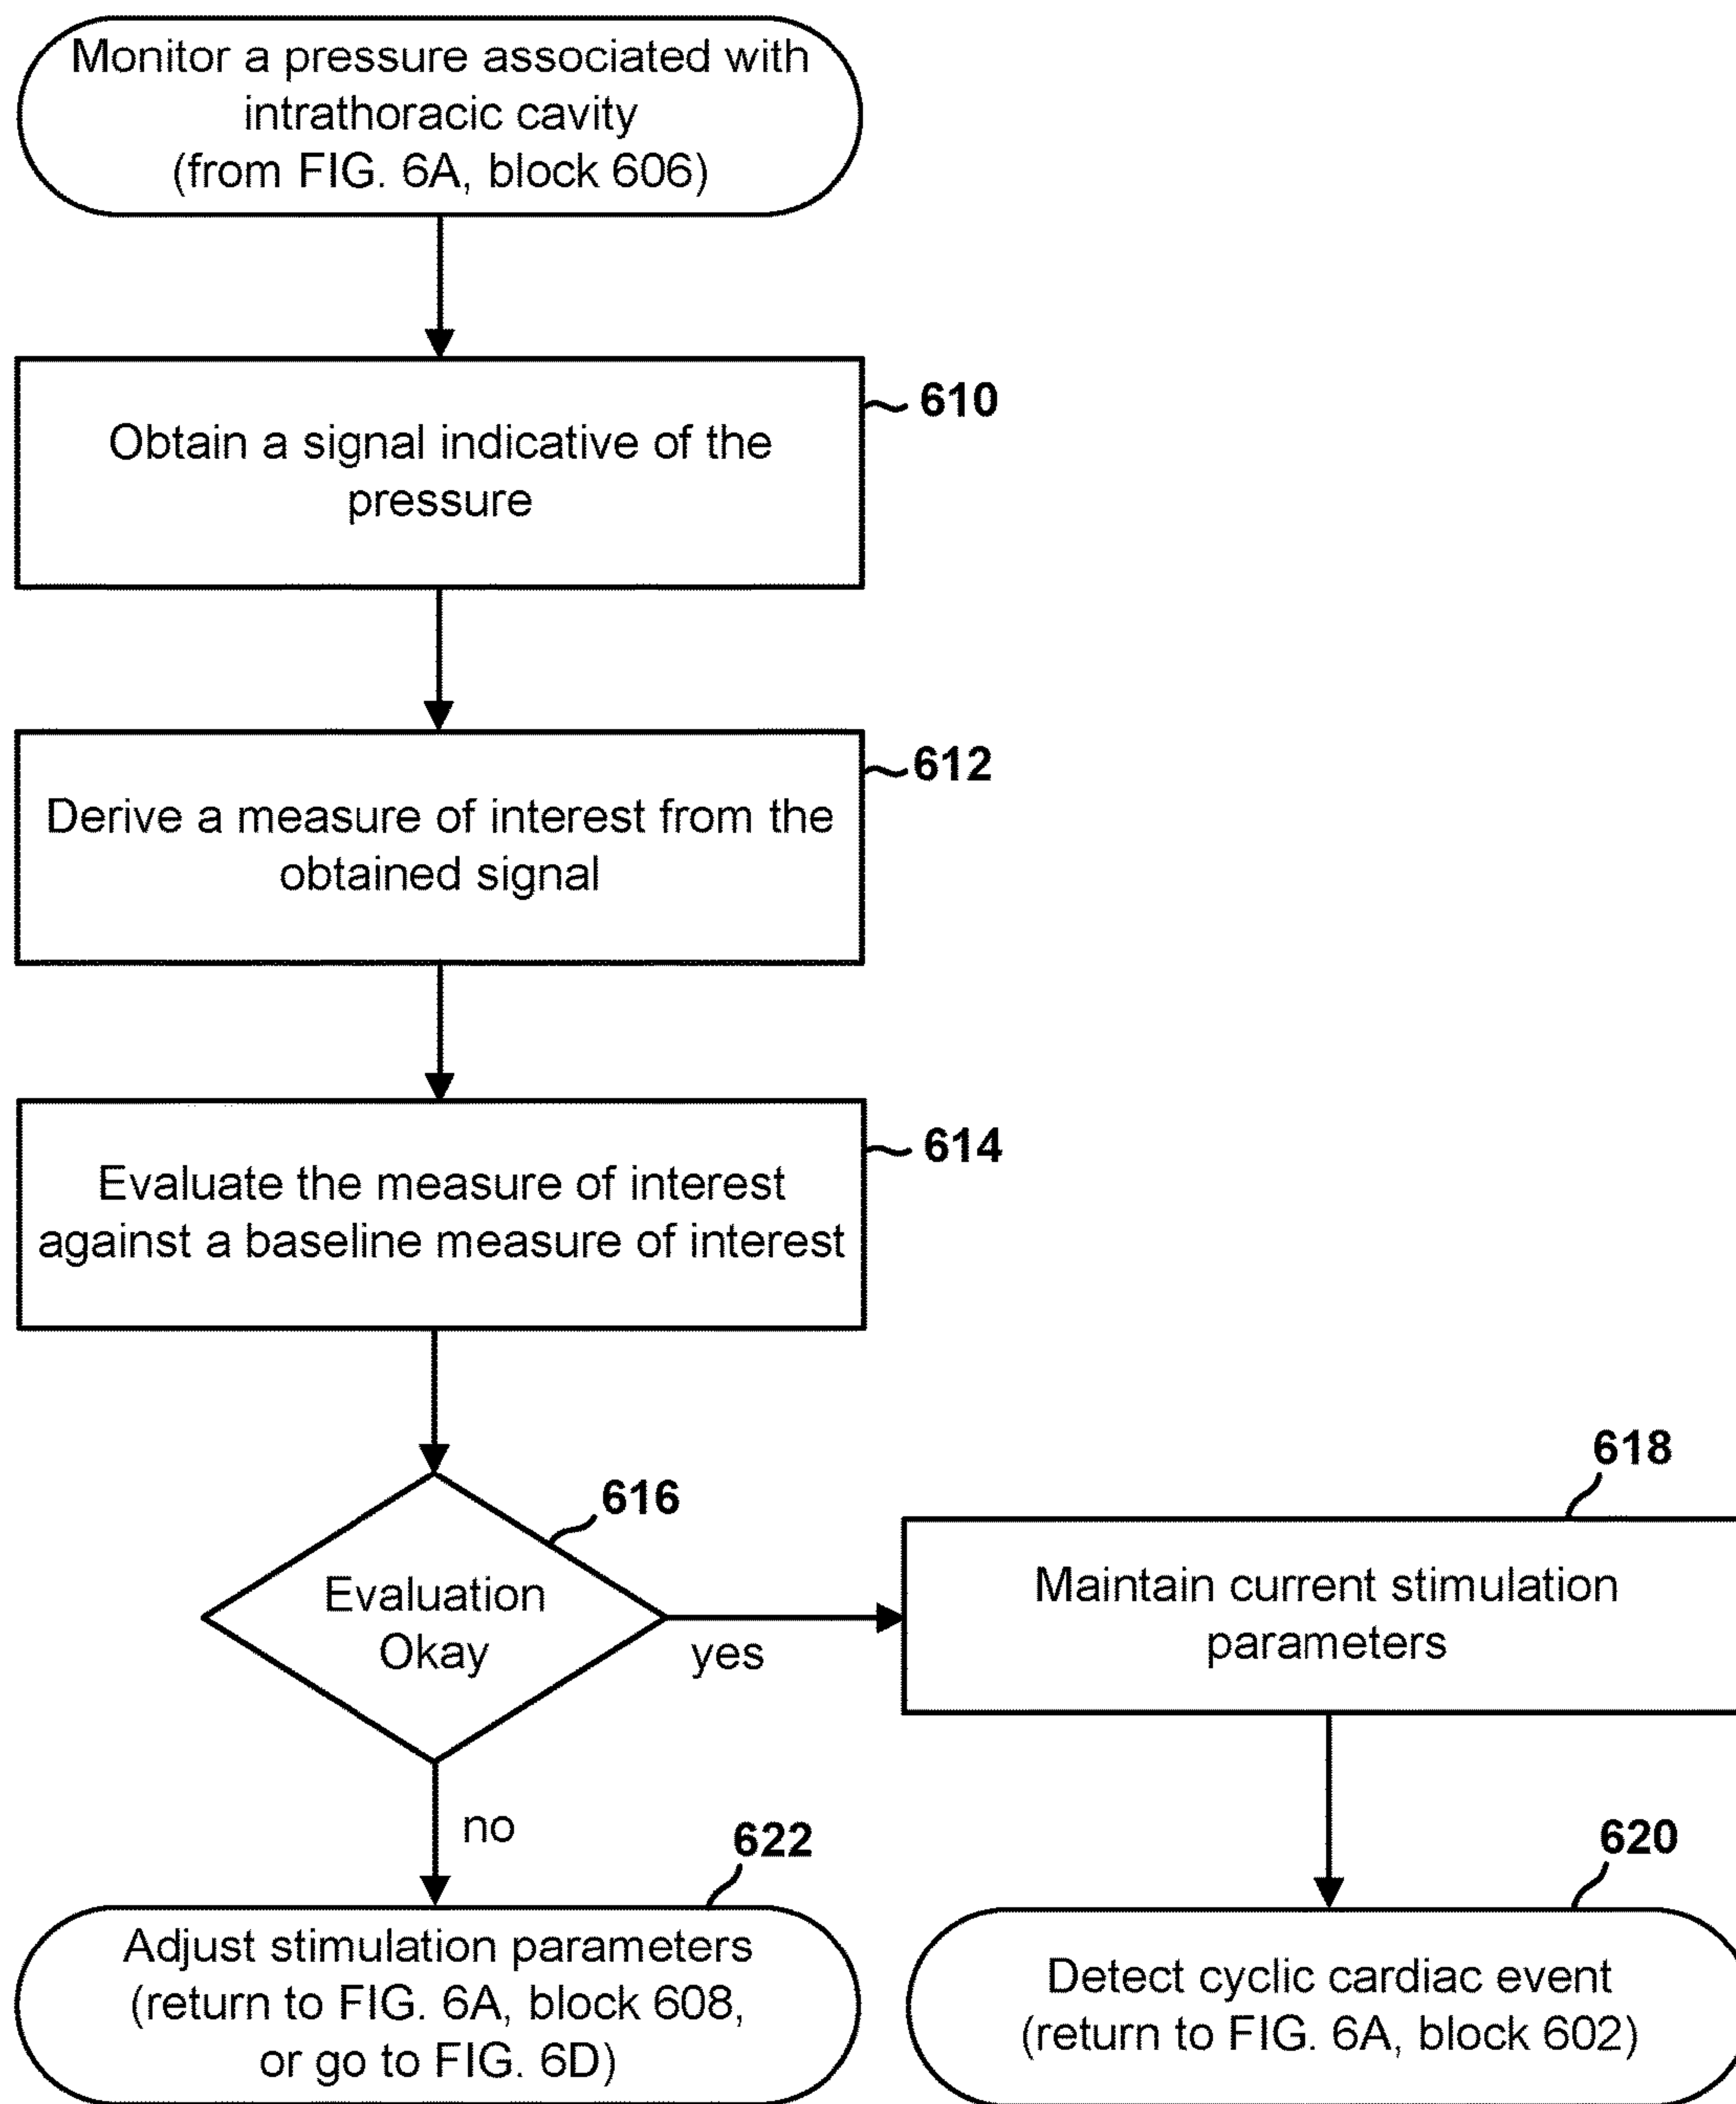 Monitor a pressure associated with
intrathoracic cavity
(from FIG. 6A, block 606)
610
Obtain a signal indicative of the
pressure
612
Derive a measure of interest from the
obtained signal
614
Evaluate the measure of interest
against a baseline measure of interest
616
Evaluation
Okay
yes
no
618
Maintain current stimulation
parameters
622
Adjust stimulation parameters
(return to FIG. 6A, block 608,
or go to FIG. 6D)
620
Detect cyclic cardiac event
(return to FIG. 6A, block 602)